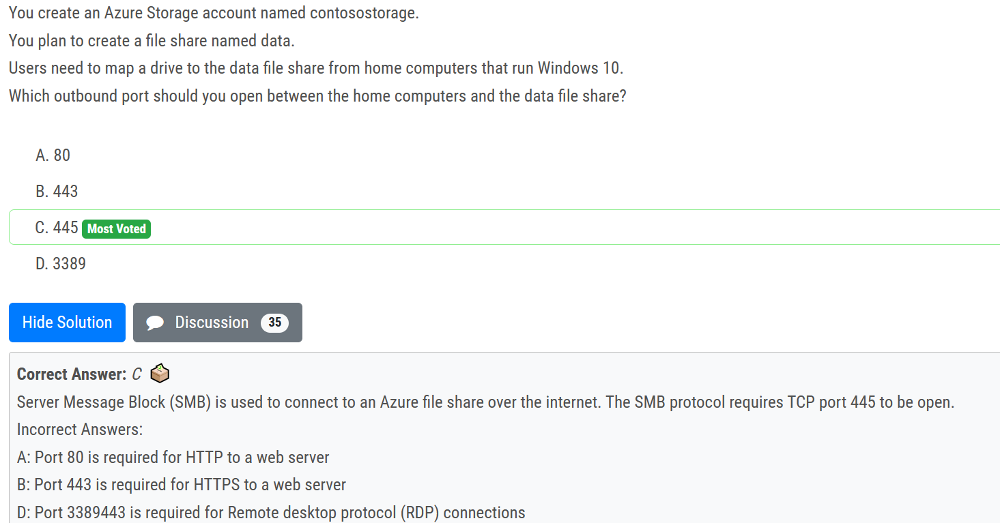 You create an Azure Storage account named contosostorage.
You plan to create a file share named data.
Users need to map a drive to the data file share from home computers that run Windows 10.
Which outbound port should you open between the home computers and the data file share?
A. 80
B. 443
C. 445 Most Voted
D. 3389
Hide Solution Discussion 35
Correct Answer: C
Server Message Block (SMB) is used to connect to an Azure file share over the internet. The SMB protocol requires TCP port 445 to be open.
Incorrect Answers:
A: Port 80 is required for HTTP to a web server
B: Port 443 is required for HTTPS to a web server
D: Port 3389443 is required for Remote desktop protocol (RDP) connections